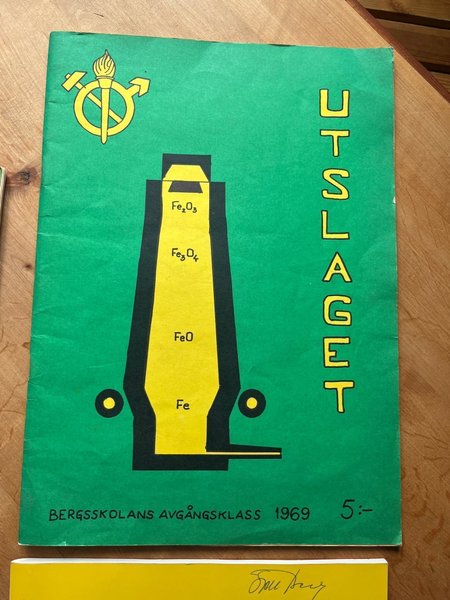 UTSLAGET
Fe₂O₃
Fe₃O₄
FeO
Fe
BERGSSKOLANS AVGÅNGSKLASS 1969 5:-